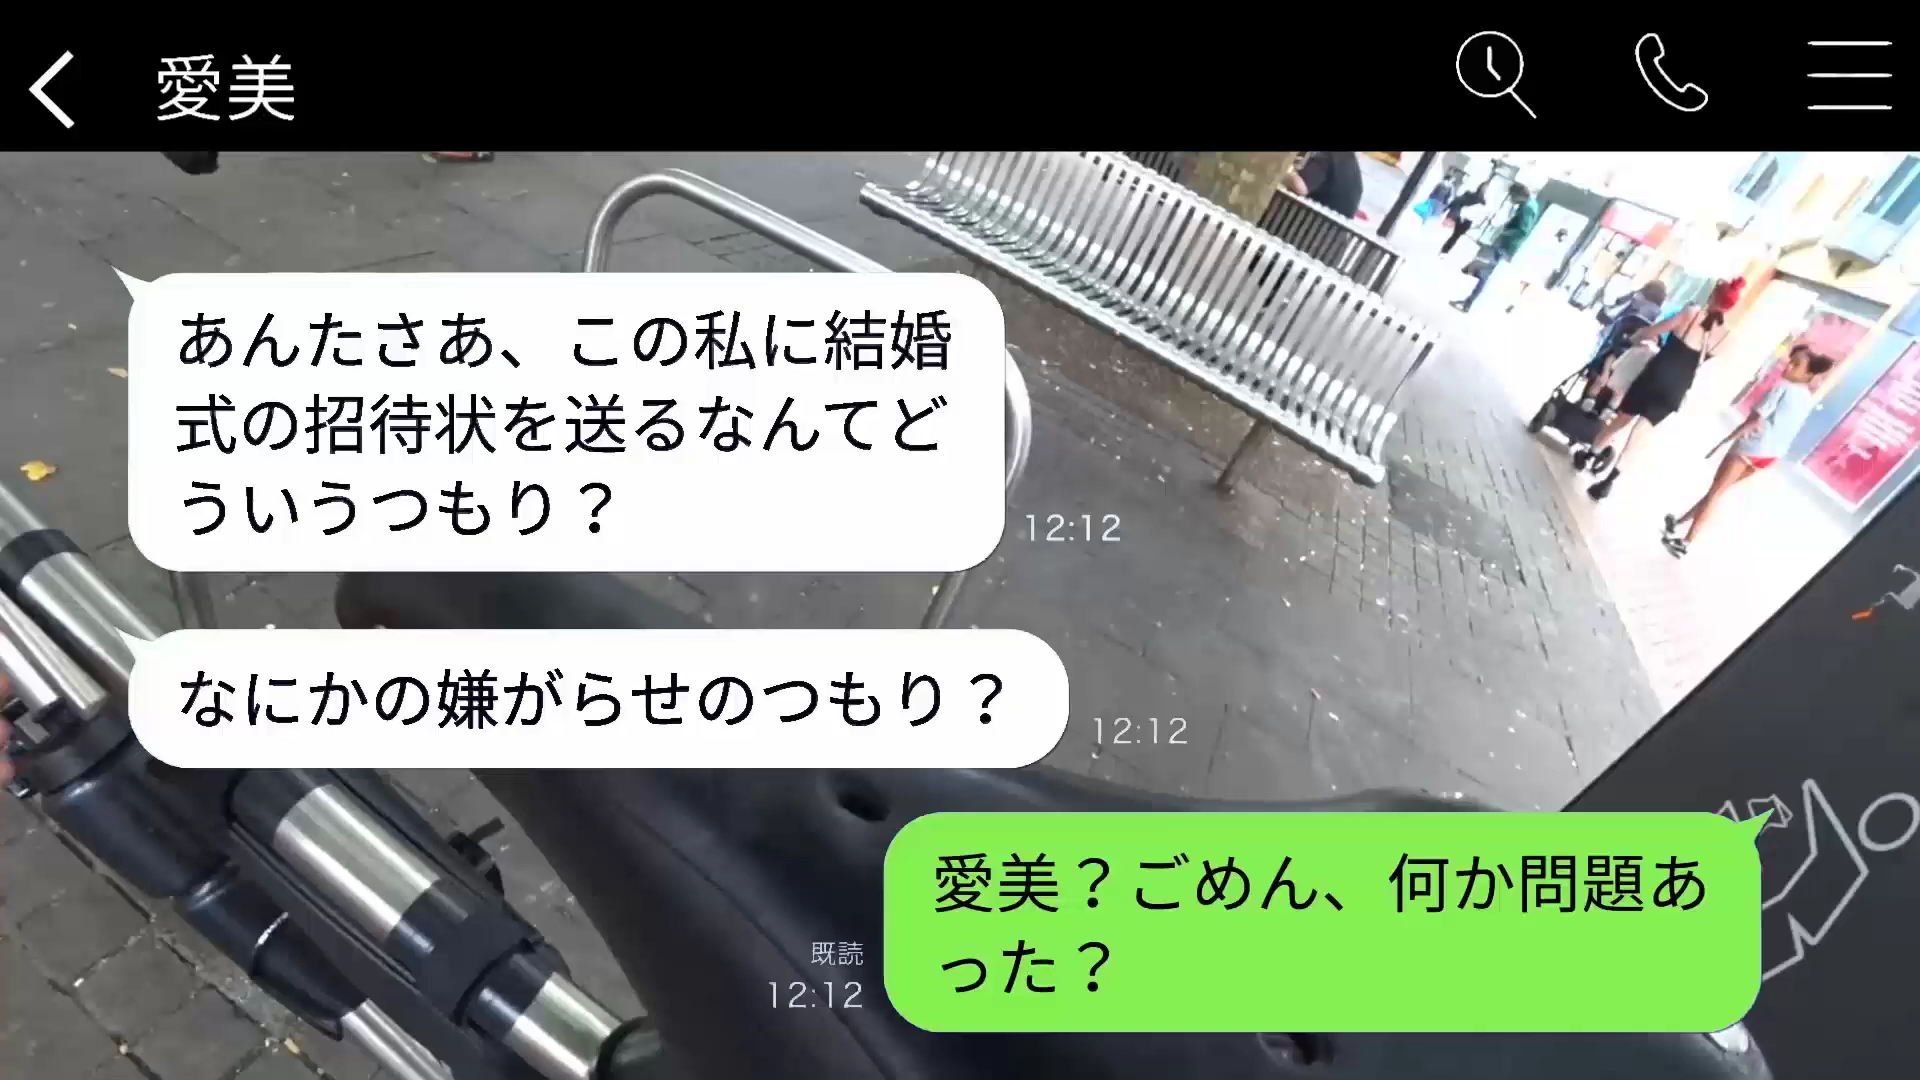 愛美
あんたさあ、この私に結婚
式の招待状を送るなんてど
ういうつもり？
12:12
なにかの嫌がらせのつもり？
12:12
愛美？ごめん、何か問題あ
った？
既読
12:12